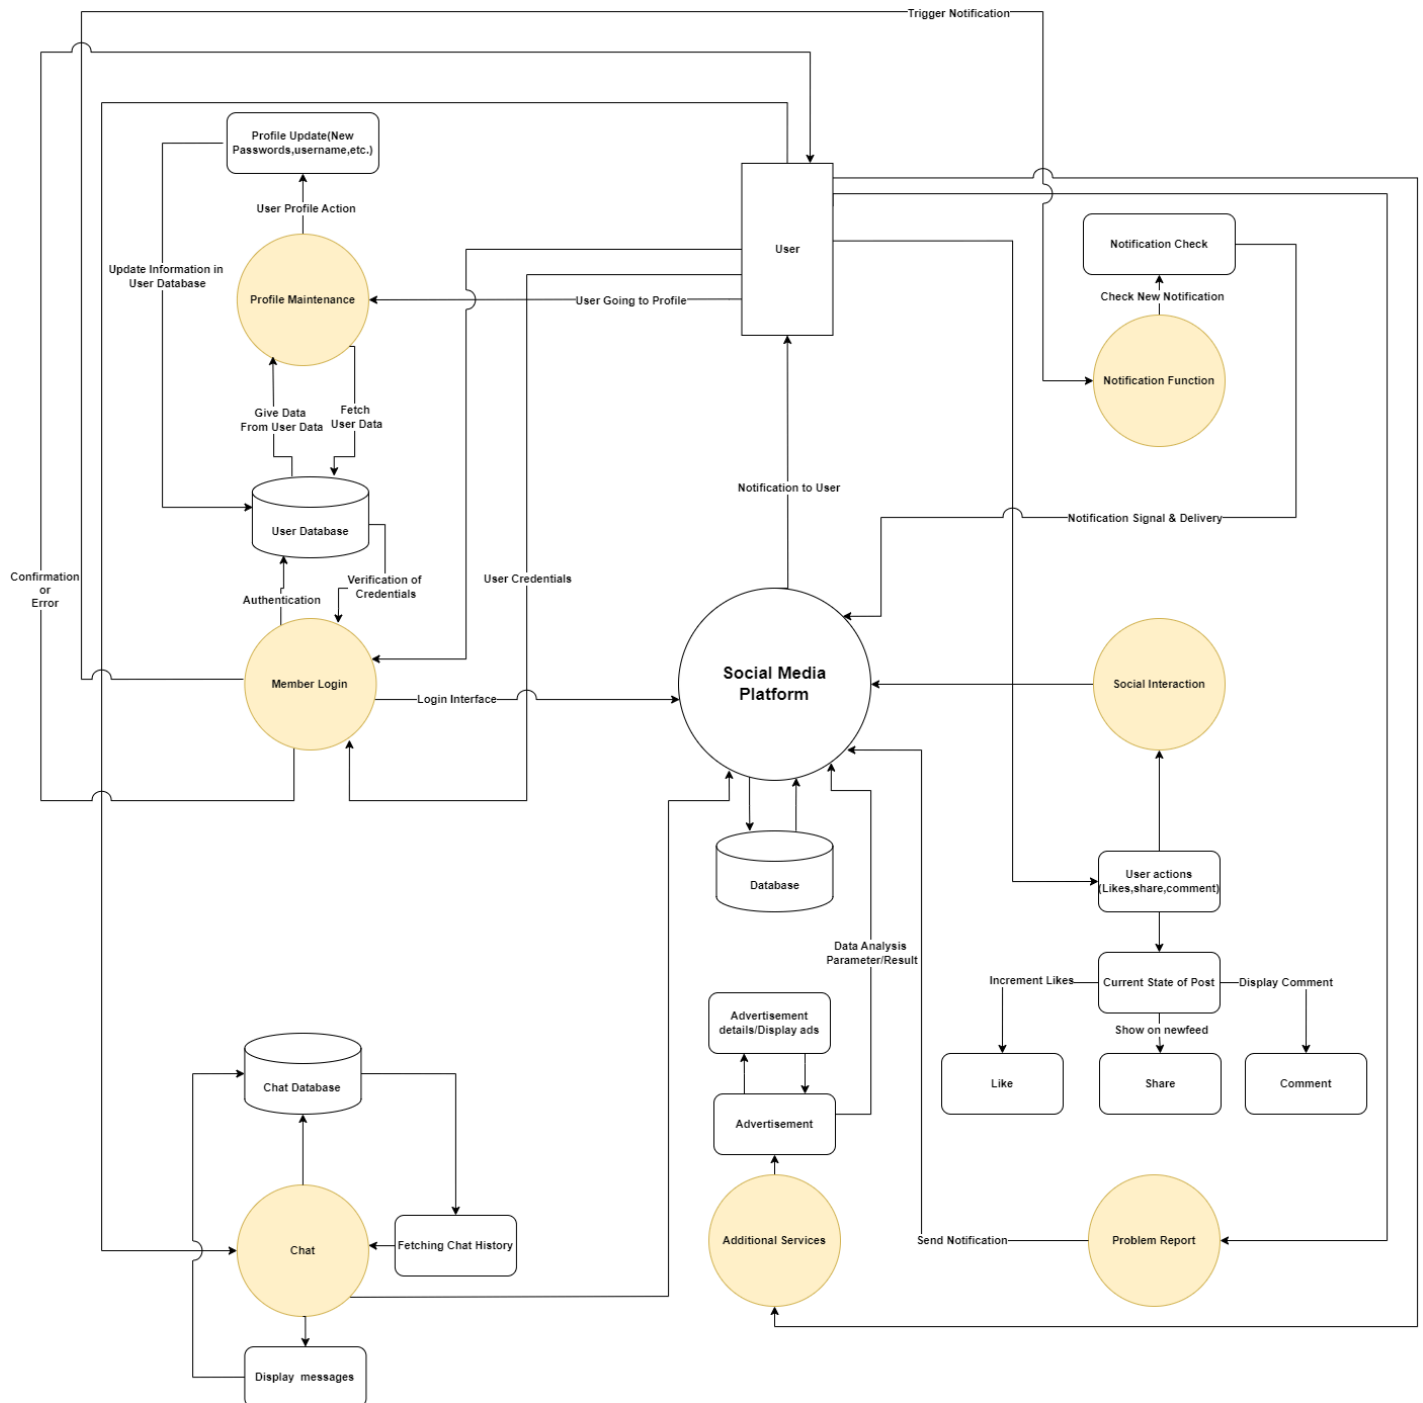 Trigger Notification
Profile Update(New
Passwords,username,etc.)
User Profile Action
User
Notification Check
Update Information in
User Database
Profile Maintenance
User Going to Profile
Check New Notification
Notification Function
Give Data
From User Data
Fetch
User Data
Notification to User
Notification Signal & Delivery
User Database
Confirmation
or
Error
Verification of
Credentials
User Credentials
Authentication
Member Login
Login Interface
Social Media
Platform
Social Interaction
User actions
(Likes,share,comment)
Database
Data Analysis
Parameter/Result
Increment Likes
Current State of Post
Display Comment
Advertisement
details/Display ads
Show on newfeed
Chat Database
Like
Share
Comment
Advertisement
Chat
Fetching Chat History
Additional Services
Send Notification
Problem Report
Display  messages